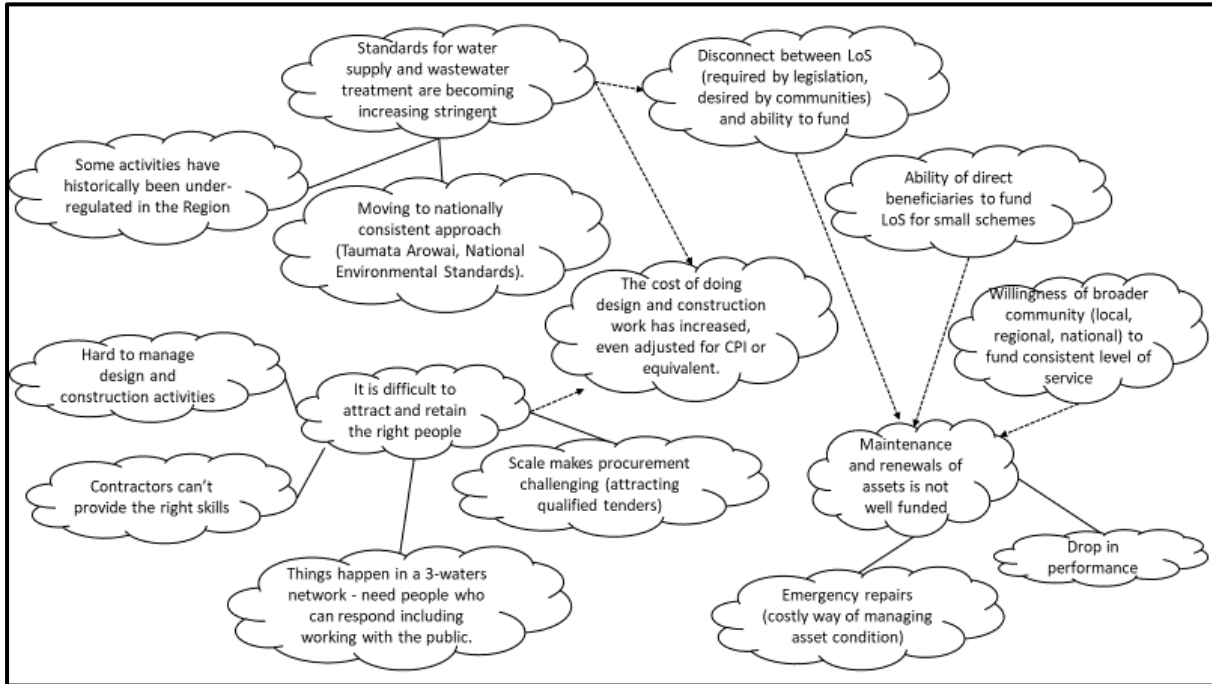 Standards for water
supply and wastewater
treatment are becoming
increasing stringent
Disconnect between LoS
(required by legislation,
desired by communities)
and ability to fund
Some activities have
historically been under-
regulated in the Region
Moving to nationally
consistent approach
(Taumata Arowai, National
Environmental Standards).
Ability of direct
beneficiaries to fund
LoS for small schemes
The cost of doing
design and construction
work has increased,
even adjusted for CPI or
equivalent.
Willingness of broader
community (local,
regional, national) to
fund consistent level of
service
Hard to manage
design and
construction activities
It is difficult to
attract and retain
the right people
Contractors can't
provide the right skills
Scale makes procurement
challenging (attracting
qualified tenders)
Maintenance
and renewals of
assets is not
well funded
Things happen in a 3-waters
network - need people who
can respond including
working with the public.
Drop in
performance
Emergency repairs
(costly way of managing
asset condition)